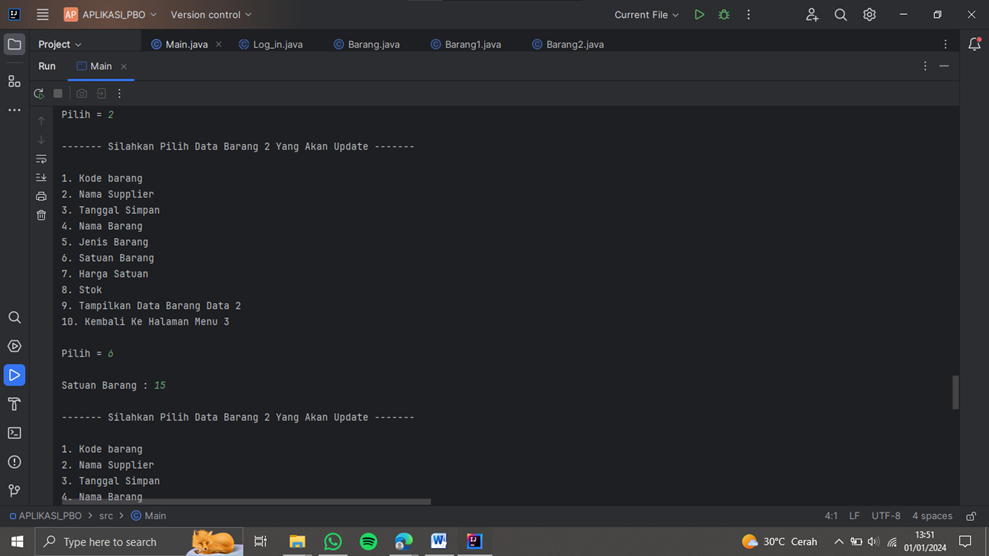 AP APLIKASI_PBO Version control Current File
Project Main.java Log_in.java Barang.java Barang1.java Barang2.java
Run Main
Pilih = 2
------- Silahkan Pilih Data Barang 2 Yang Akan Update -------
1. Kode barang
2. Nama Supplier
3. Tanggal Simpan
4. Nama Barang
5. Jenis Barang
6. Satuan Barang
7. Harga Satuan
8. Stok
9. Tampilkan Data Barang Data 2
10. Kembali Ke Halaman Menu 3
Pilih = 6
Satuan Barang : 15
------- Silahkan Pilih Data Barang 2 Yang Akan Update -------
1. Kode barang
2. Nama Supplier
3. Tanggal Simpan
4. Nama Barang
APLIKASI_PBO > src > Main 4:1 LF UTF-8 4 spaces
Type here to search 30°C Cerah 13:51
01/01/2024